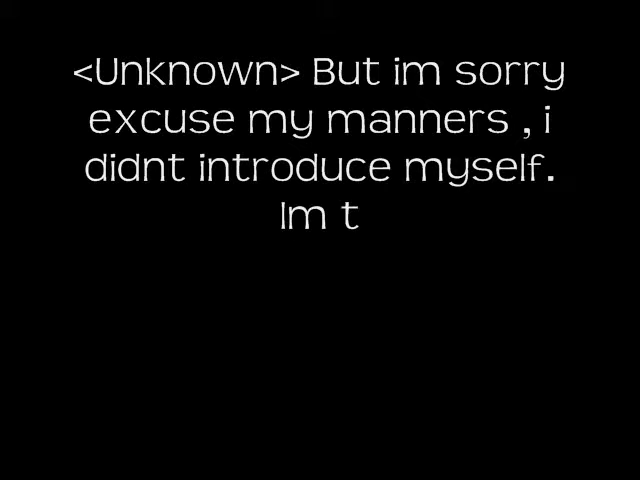 <Unknown> But im sorry
excuse my manners , i
didnt introduce myself.
Im t